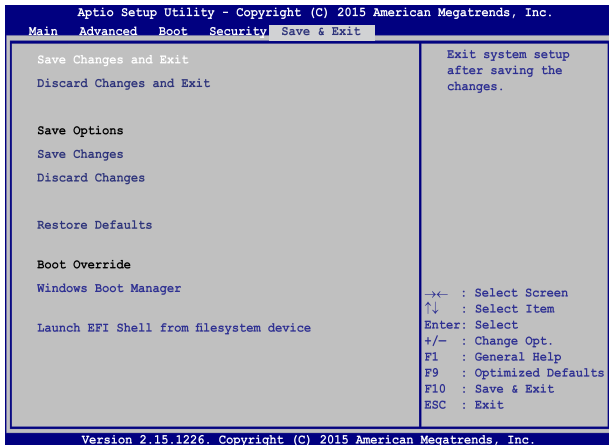 Aptio Setup Utility - Copyright (C) 2015 American Megatrends, Inc.
Main Advanced Boot Security Save & Exit
Save Changes and Exit
Discard Changes and Exit
Save Options
Save Changes
Discard Changes
Restore Defaults
Boot Override
Windows Boot Manager
Launch EFI Shell from filesystem device
Exit system setup
after saving the
changes.
→← : Select Screen
↑↓ : Select Item
Enter: Select
+/— : Change Opt.
F1 : General Help
F9 : Optimized Defaults
F10 : Save & Exit
ESC : Exit
Version 2.15.1226. Copyright (C) 2015 American Megatrends, Inc.